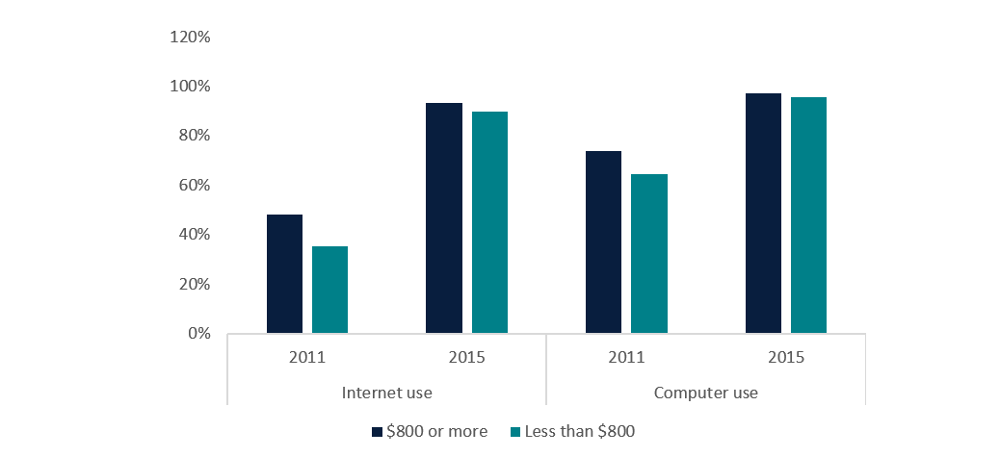 120%
100%
80%
60%
40%
20%
0%
2011 2015 2011 2015
Internet use Computer use
$800 or more Less than $800